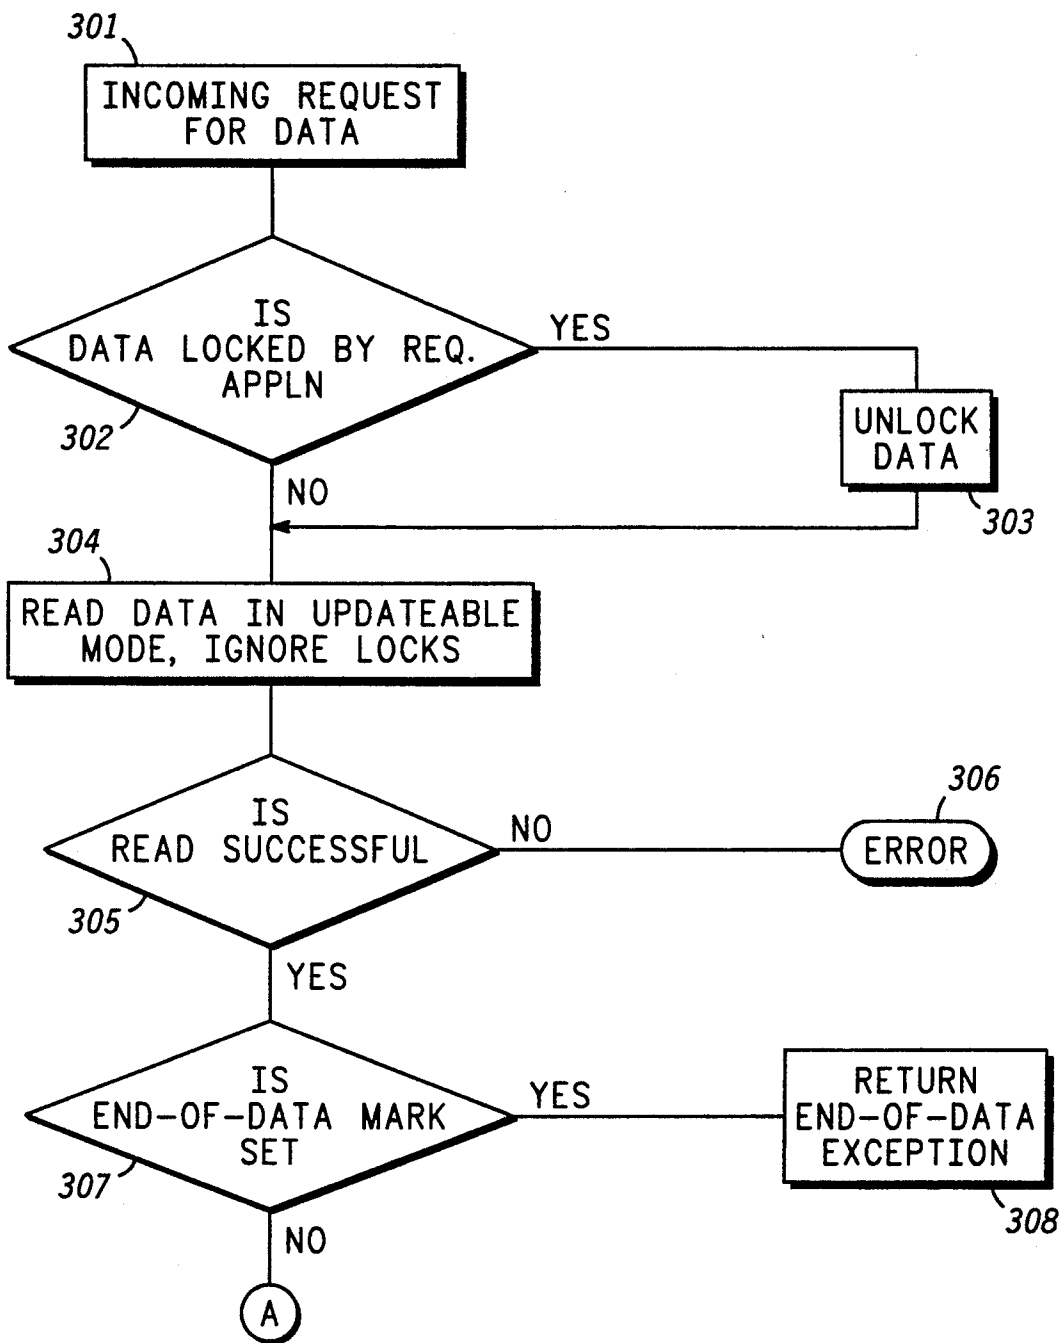 301
INCOMING REQUEST
FOR DATA
IS
DATA LOCKED BY REQ.
APPLN
302
YES
UNLOCK
DATA
303
NO
304
READ DATA IN UPDATEABLE
MODE, IGNORE LOCKS
IS
READ SUCCESSFUL
305
NO
306
ERROR
YES
IS
END-OF-DATA MARK
SET
307
YES
RETURN
END-OF-DATA
EXCEPTION
308
NO
A